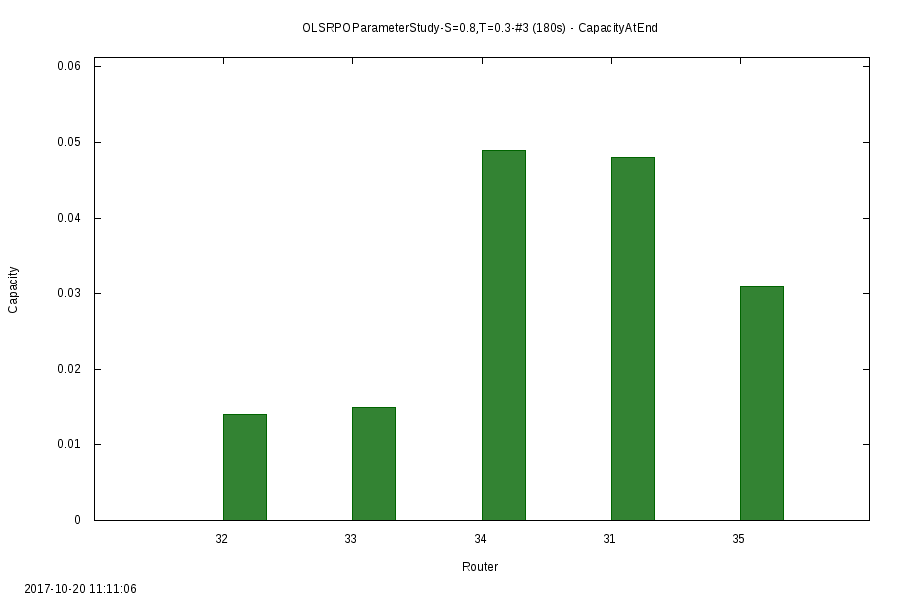 OLSRPOParameterStudy-S=0.8,T=0.3-#3 (180s) - CapacityAtEnd
0.06
0.05
0.04
0.03
0.02
0.01
0
Capacity
32 33 34 31 35
Router
2017-10-20 11:11:06